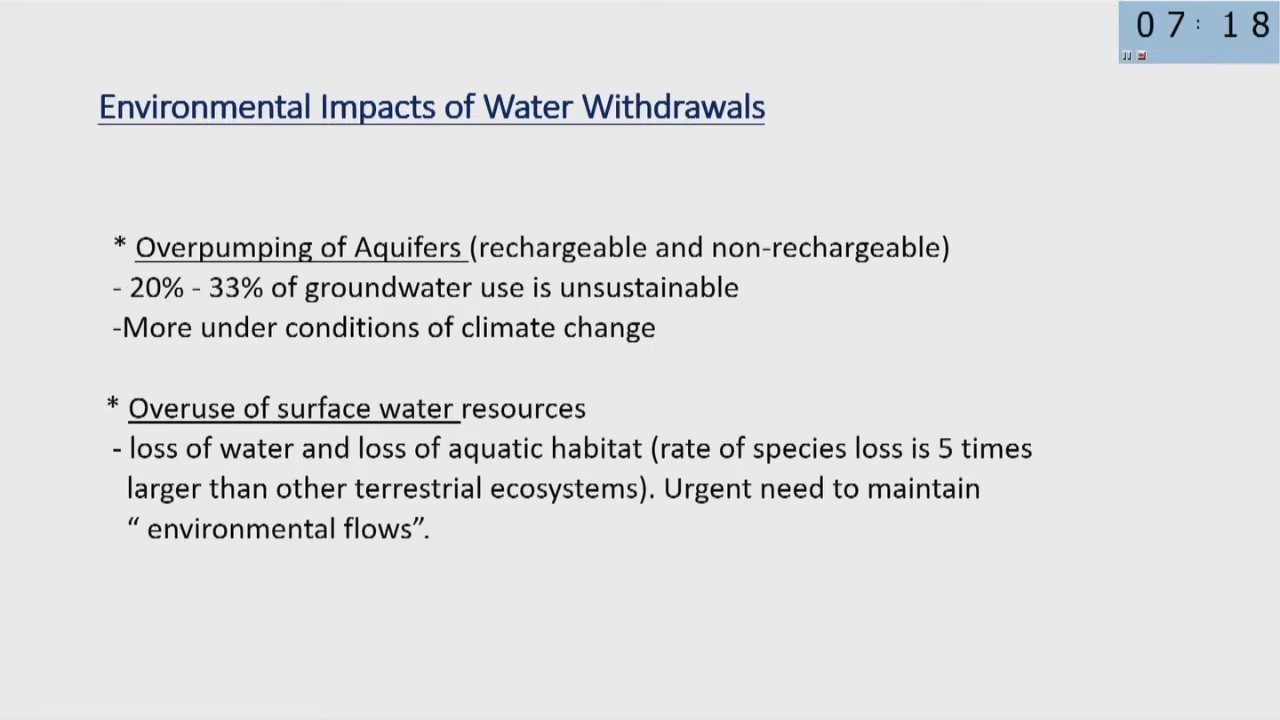 07: 18
Environmental Impacts of Water Withdrawals
* Overpumping of Aquifers (rechargeable and non-rechargeable)
- 20% - 33% of groundwater use is unsustainable
-More under conditions of climate change
* Overuse of surface water resources
- loss of water and loss of aquatic habitat (rate of species loss is 5 times
larger than other terrestrial ecosystems). Urgent need to maintain
“ environmental flows”.